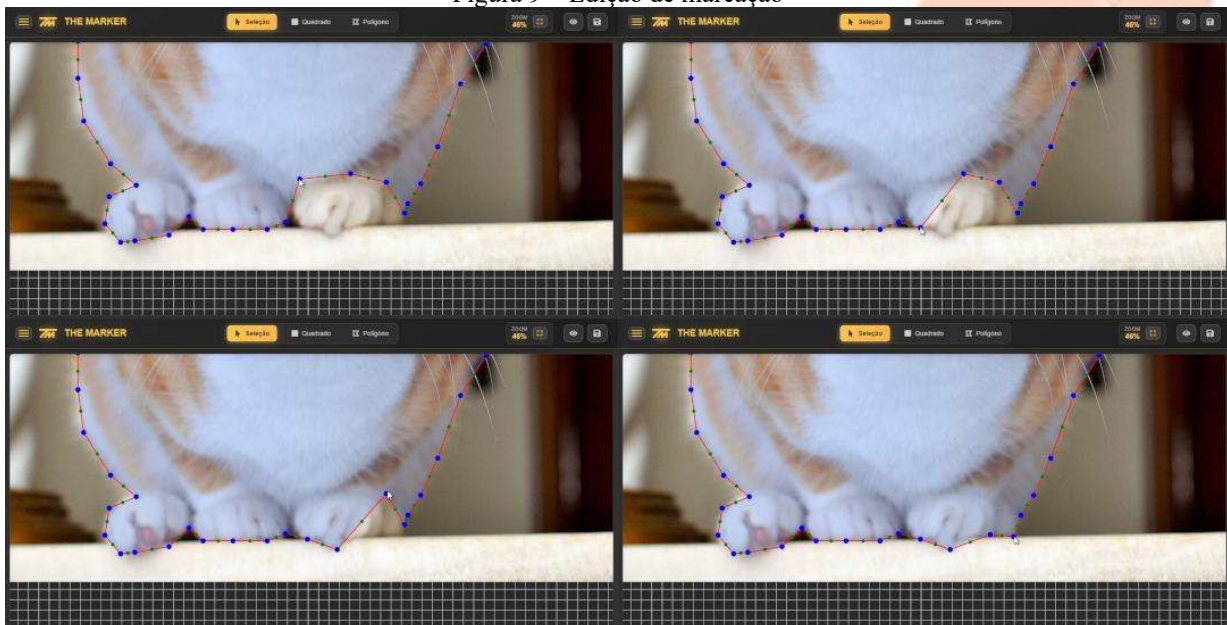 Figura 9 – Edição de marcação
THE MARKER Seleção Quadrado Polígono ZOOM 46%
THE MARKER Seleção Quadrado Polígono ZOOM 46%
THE MARKER Seleção Quadrado Polígono ZOOM 46%
THE MARKER Seleção Quadrado Polígono ZOOM 46%